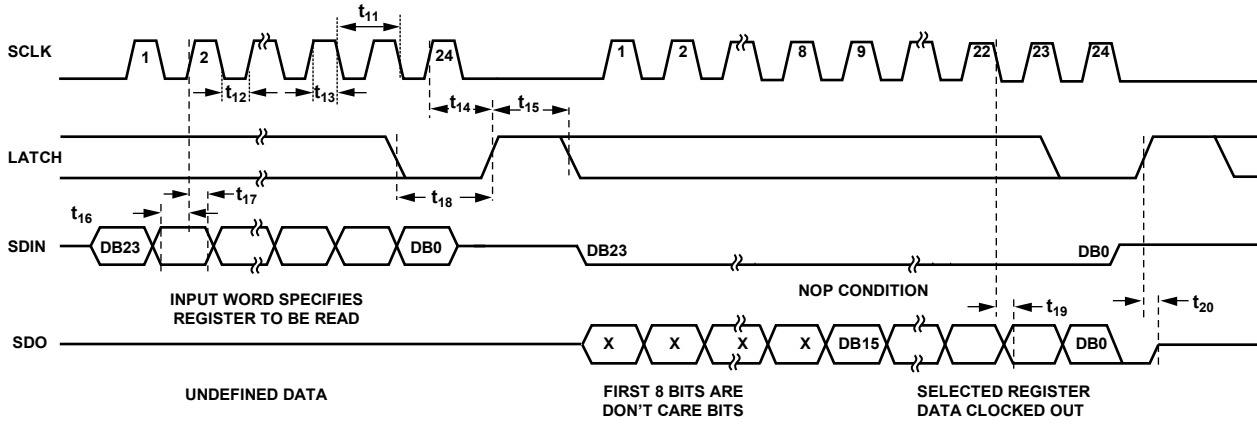 t11
SCLK
1
2
24
1
2
8
9
22
23
24
t12
t13
t14
t15
LATCH
t16
t17
t18
SDIN
DB23
DB0
DB23
DB0
INPUT WORD SPECIFIES
REGISTER TO BE READ
NOP CONDITION
t19
t20
SDO
X
X
X
X
DB15
DB0
UNDEFINED DATA
FIRST 8 BITS ARE
DON'T CARE BITS
SELECTED REGISTER
DATA CLOCKED OUT